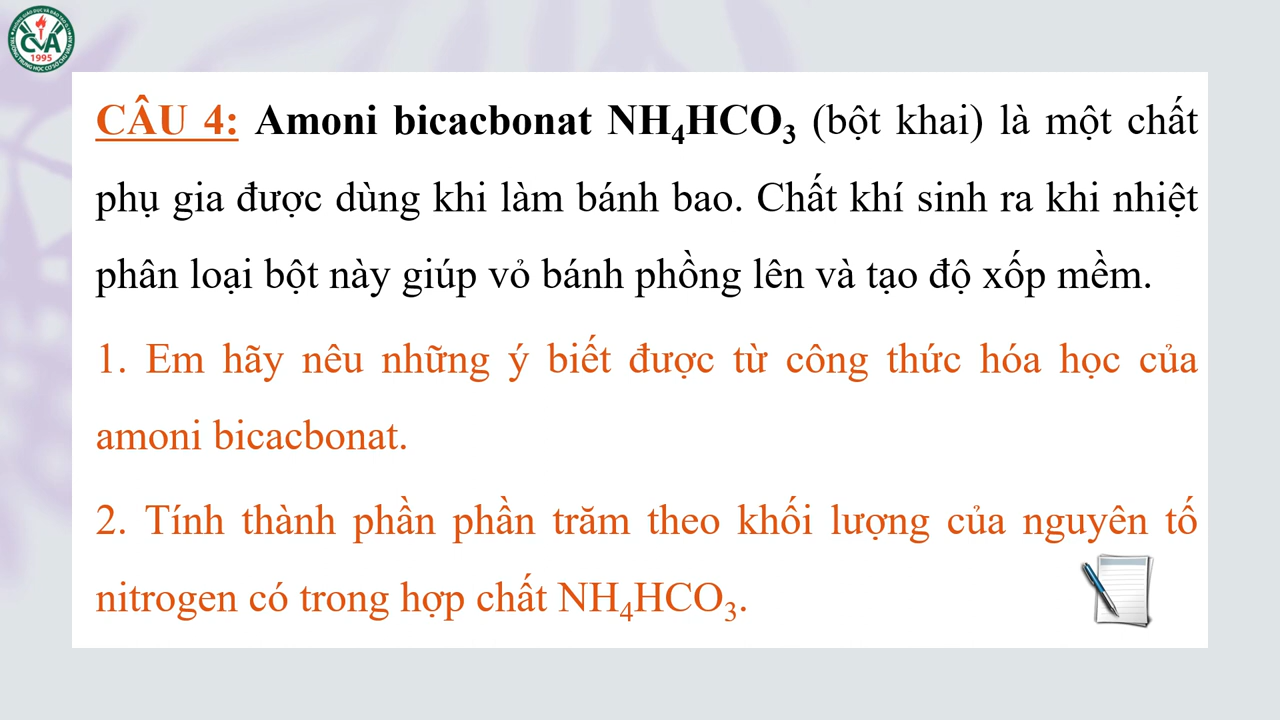 CVA
1995
CÂU 4: Amoni bicacbonat NH₄HCO₃ (bột khai) là một chất
phụ gia được dùng khi làm bánh bao. Chất khí sinh ra khi nhiệt
phân loại bột này giúp vỏ bánh phồng lên và tạo độ xốp mềm.
1. Em hãy nêu những ý biết được từ công thức hóa học của
amoni bicacbonat.
2. Tính thành phần phần trăm theo khối lượng của nguyên tố
nitrogen có trong hợp chất NH₄HCO₃.